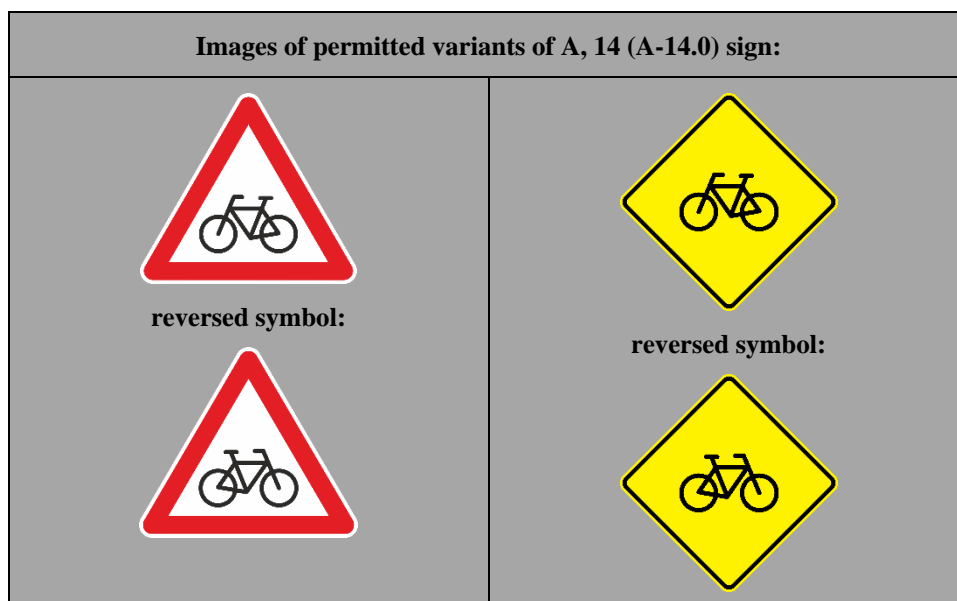 Images of permitted variants of A, 14 (A-14.0) sign:
reversed symbol:
reversed symbol: